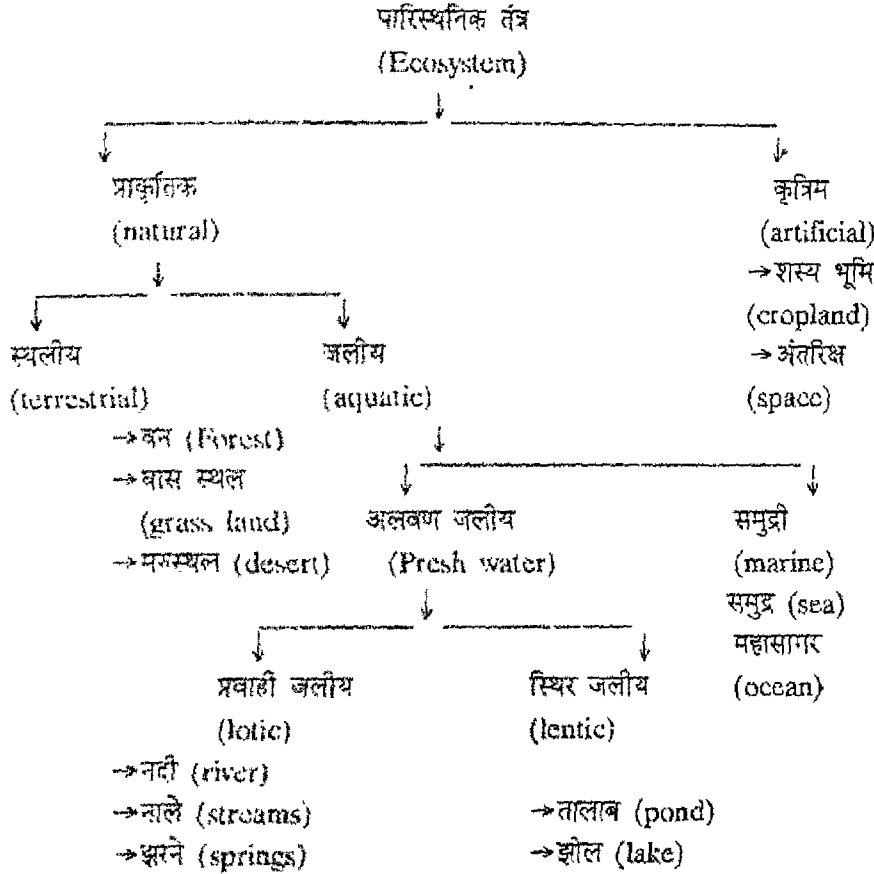 पारिस्थनिक तंत्र
(Ecosystem)
प्राकृतिक
(natural)
कृत्रिम
(artificial)
→शस्य भूमि
(cropland)
→अंतरिक्ष
(space)
स्थलीय
(terrestrial)
जलीय
(aquatic)
→वन (Forest)
→घास स्थल
(grass land)
→मरुस्थल (desert)
अलवण जलीय
(Presh water)
समुद्री
(marine)
समुद्र (sea)
महासागर
(ocean)
प्रवाही जलीय
(lotic)
→नदी (river)
→नाले (streams)
→झरने (springs)
स्थिर जलीय
(lentic)
→तालाब (pond)
→झील (lake)